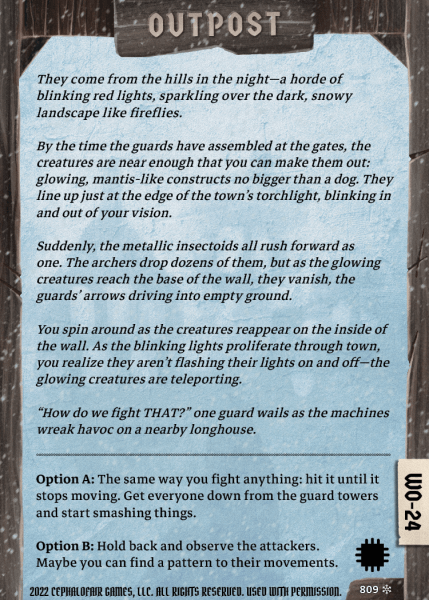 OUTPOST
They come from the hills in the night—a horde of
blinking red lights, sparkling over the dark, snowy
landscape like fireflies.
By the time the guards have assembled at the gates, the
creatures are near enough that you can make them out:
glowing, mantis-like constructs no bigger than a dog. They
line up just at the edge of the town's torchlight, blinking in
and out of your vision.
Suddenly, the metallic insectoids all rush forward as
one. The archers drop dozens of them, but as the glowing
creatures reach the base of the wall, they vanish, the
guards' arrows driving into empty ground.
You spin around as the creatures reappear on the inside of
the wall. As the blinking lights proliferate through town,
you realize they aren't flashing their lights on and off—the
glowing creatures are teleporting.
“How do we fight THAT?” one guard wails as the machines
wreak havoc on a nearby longhouse.
Option A: The same way you fight anything: hit it until it
stops moving. Get everyone down from the guard towers
and start smashing things.
Option B: Hold back and observe the attackers.
Maybe you can find a pattern to their movements.
WO-24
2022 CEPHALOFAIR GAMES, LLC. ALL RIGHTS RESERVED. USED WITH PERMISSION.
809